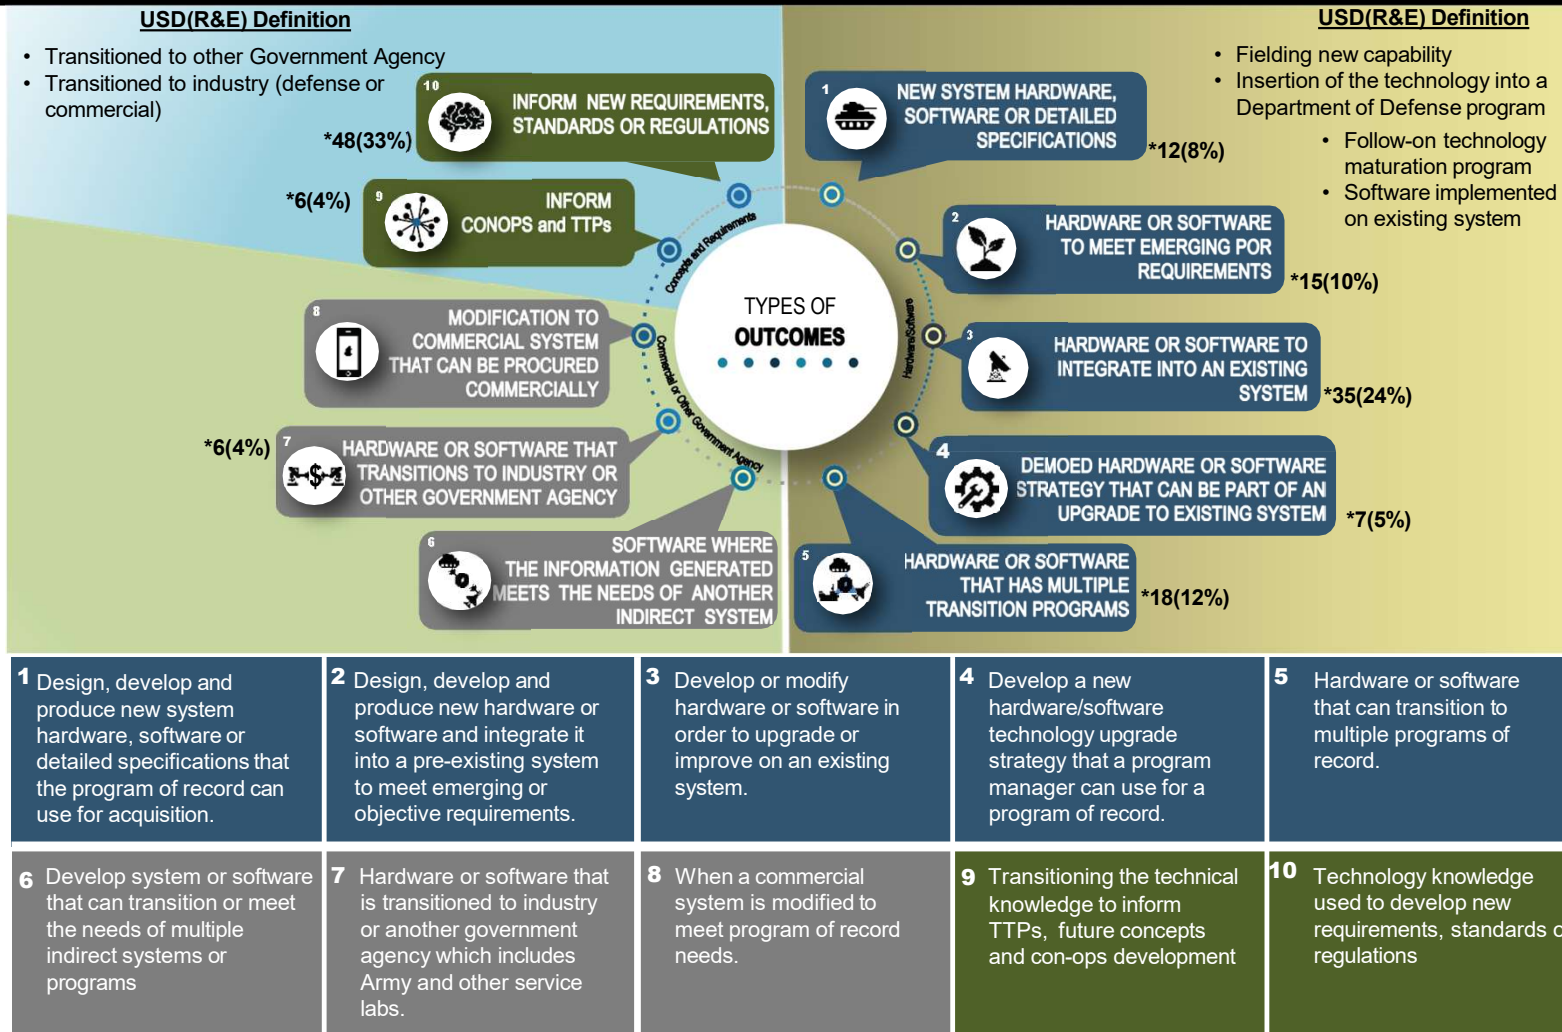 USD(R&E) Definition
• Transitioned to other Government Agency
• Transitioned to industry (defense or
commercial)
USD(R&E) Definition
• Fielding new capability
• Insertion of the technology into a
Department of Defense program
• Follow-on technology
maturation program
• Software implemented
on existing system
10
INFORM NEW REQUIREMENTS,
STANDARDS OR REGULATIONS
*48(33%)
9
INFORM
CONOPS and TTPs
*6(4%)
8
MODIFICATION TO
COMMERCIAL SYSTEM
THAT CAN BE PROCURED
COMMERCIALLY
7
HARDWARE OR SOFTWARE THAT
TRANSITIONS TO INDUSTRY OR
OTHER GOVERNMENT AGENCY
*6(4%)
$
6
SOFTWARE WHERE
THE INFORMATION GENERATED
MEETS THE NEEDS OF ANOTHER
INDIRECT SYSTEM
TYPES OF
OUTCOMES
Concepts and Requirements
Commercial or Other Government Agency
Hardware/Software
1
NEW SYSTEM HARDWARE,
SOFTWARE OR DETAILED
SPECIFICATIONS
*12(8%)
2
HARDWARE OR SOFTWARE
TO MEET EMERGING POR
REQUIREMENTS
*15(10%)
3
HARDWARE OR SOFTWARE TO
INTEGRATE INTO AN EXISTING
SYSTEM
*35(24%)
4
DEMOED HARDWARE OR SOFTWARE
STRATEGY THAT CAN BE PART OF AN
UPGRADE TO EXISTING SYSTEM
*7(5%)
5
HARDWARE OR SOFTWARE
THAT HAS MULTIPLE
TRANSITION PROGRAMS
*18(12%)
1 Design, develop and
produce new system
hardware, software or
detailed specifications that
the program of record can
use for acquisition.
2 Design, develop and
produce new hardware or
software and integrate it
into a pre-existing system
to meet emerging or
objective requirements.
3 Develop or modify
hardware or software in
order to upgrade or
improve on an existing
system.
4 Develop a new
hardware/software
technology upgrade
strategy that a program
manager can use for a
program of record.
5 Hardware or software
that can transition to
multiple programs of
record.
6 Develop system or software
that can transition or meet
the needs of multiple
indirect systems or
programs
7 Hardware or software that
is transitioned to industry
or another government
agency which includes
Army and other service
labs.
8 When a commercial
system is modified to
meet program of record
needs.
9 Transitioning the technical
knowledge to inform
TTPs, future concepts
and con-ops development
10 Technology knowledge
used to develop new
requirements, standards
regulations